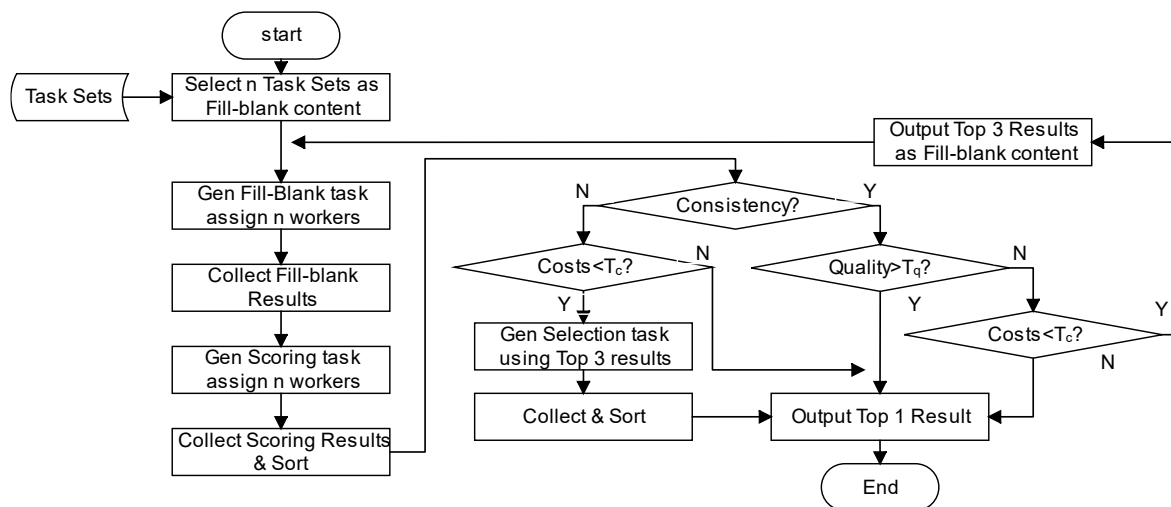 start
Task Sets
Select n Task Sets as
Fill-blank content
Output Top 3 Results
as Fill-blank content
Gen Fill-Blank task
assign n workers
N
Consistency?
Y
Collect Fill-blank
Results
Costs<Tc?
N
Quality>Tq?
N
Y
Y
Gen Scoring task
assign n workers
Gen Selection task
using Top 3 results
Costs<Tc?
Y
N
Collect Scoring Results
& Sort
Collect & Sort
Output Top 1 Result
End